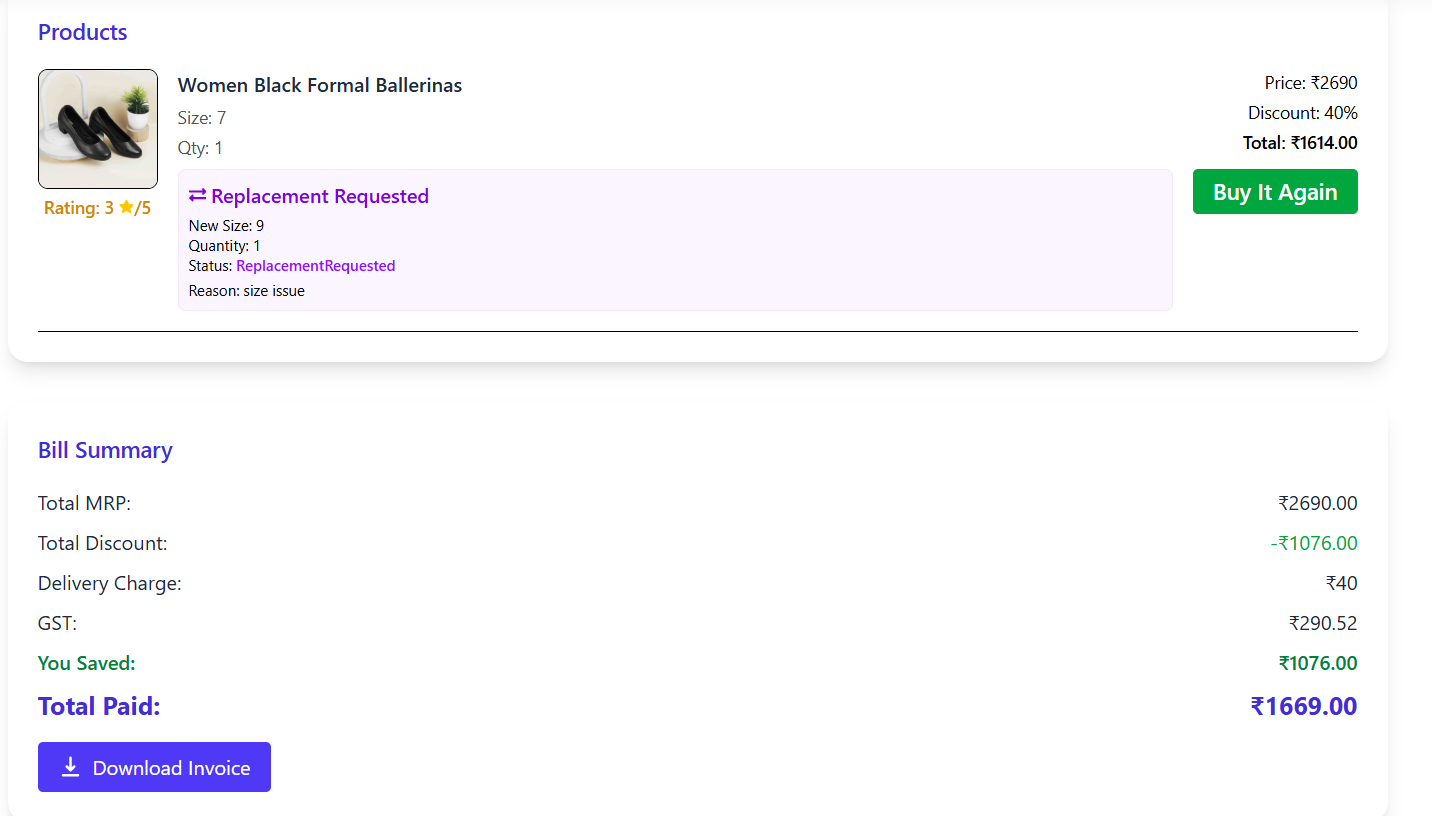 Products
Women Black Formal Ballerinas
Size: 7
Qty: 1
Rating: 3 ⭐/5
⇄ Replacement Requested
New Size: 9
Quantity: 1
Status: ReplacementRequested
Reason: size issue
Price: ₹2690
Discount: 40%
Total: ₹1614.00
Buy It Again
Bill Summary
Total MRP: ₹2690.00
Total Discount: -₹1076.00
Delivery Charge: ₹40
GST: ₹290.52
You Saved: ₹1076.00
Total Paid: ₹1669.00
Download Invoice